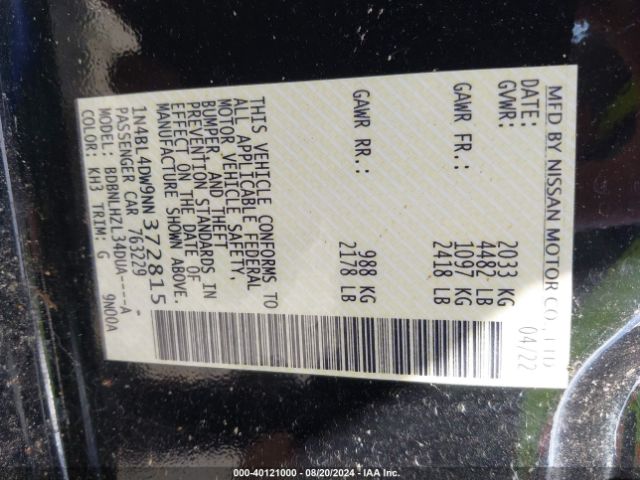 MFD BY NISSAN MOTOR CO., LTD
DATE: 04/22
GVWR: 2033 KG
4482 LB
GAWR FR.: 1097 KG
2418 LB
GAWR RR.: 988 KG
2178 LB
THIS VEHICLE CONFORMS TO
ALL APPLICABLE FEDERAL
MOTOR VEHICLE SAFETY,
BUMPER, AND THEFT
PREVENTION STANDARDS IN
EFFECT ON THE DATE OF
MANUFACTURE SHOWN ABOVE.
1N4BL4DW9NN372815-
PASSENGER CAR 763229
MODEL: BDBNLHZL34DUA----A
COLOR: KH3 TRIM: G 9N00A
000-40121000 - 08/20/2024 - IAA Inc.